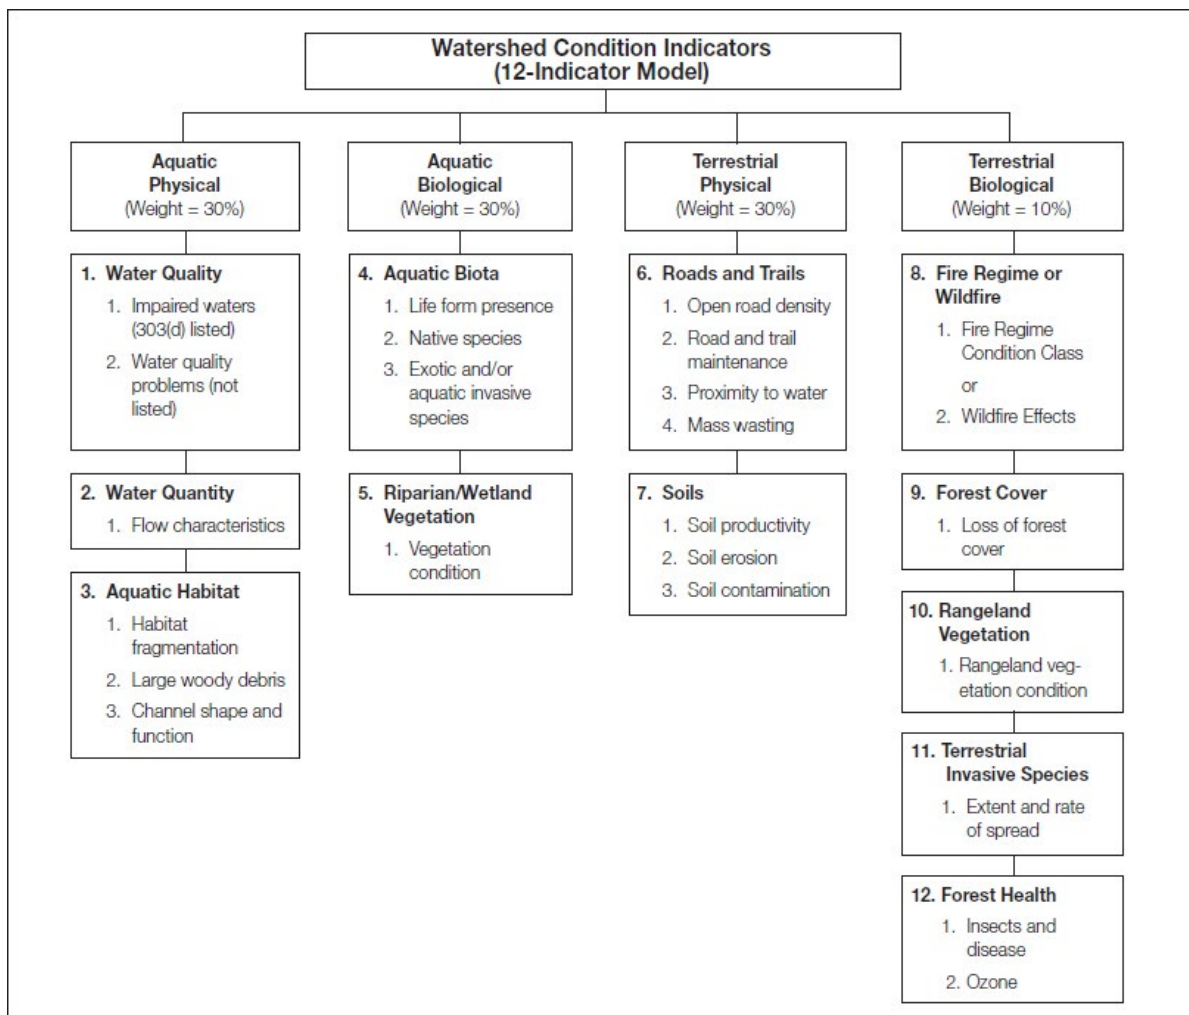 Watershed Condition Indicators
(12-Indicator Model)
Aquatic
Physical
(Weight = 30%)
1. Water Quality
1. Impaired waters
(303(d) listed)
2. Water quality
problems (not
listed)
2. Water Quantity
1. Flow characteristics
3. Aquatic Habitat
1. Habitat
fragmentation
2. Large woody debris
3. Channel shape and
function
Aquatic
Biological
(Weight = 30%)
4. Aquatic Biota
1. Life form presence
2. Native species
3. Exotic and/or
aquatic invasive
species
5. Riparian/Wetland
Vegetation
1. Vegetation
condition
Terrestrial
Physical
(Weight = 30%)
6. Roads and Trails
1. Open road density
2. Road and trail
maintenance
3. Proximity to water
4. Mass wasting
7. Soils
1. Soil productivity
2. Soil erosion
3. Soil contamination
Terrestrial
Biological
(Weight = 10%)
8. Fire Regime or
Wildfire
1. Fire Regime
Condition Class
or
2. Wildfire Effects
9. Forest Cover
1. Loss of forest
cover
10. Rangeland
Vegetation
1. Rangeland veg-
etation condition
11. Terrestrial
Invasive Species
1. Extent and rate
of spread
12. Forest Health
1. Insects and
disease
2. Ozone